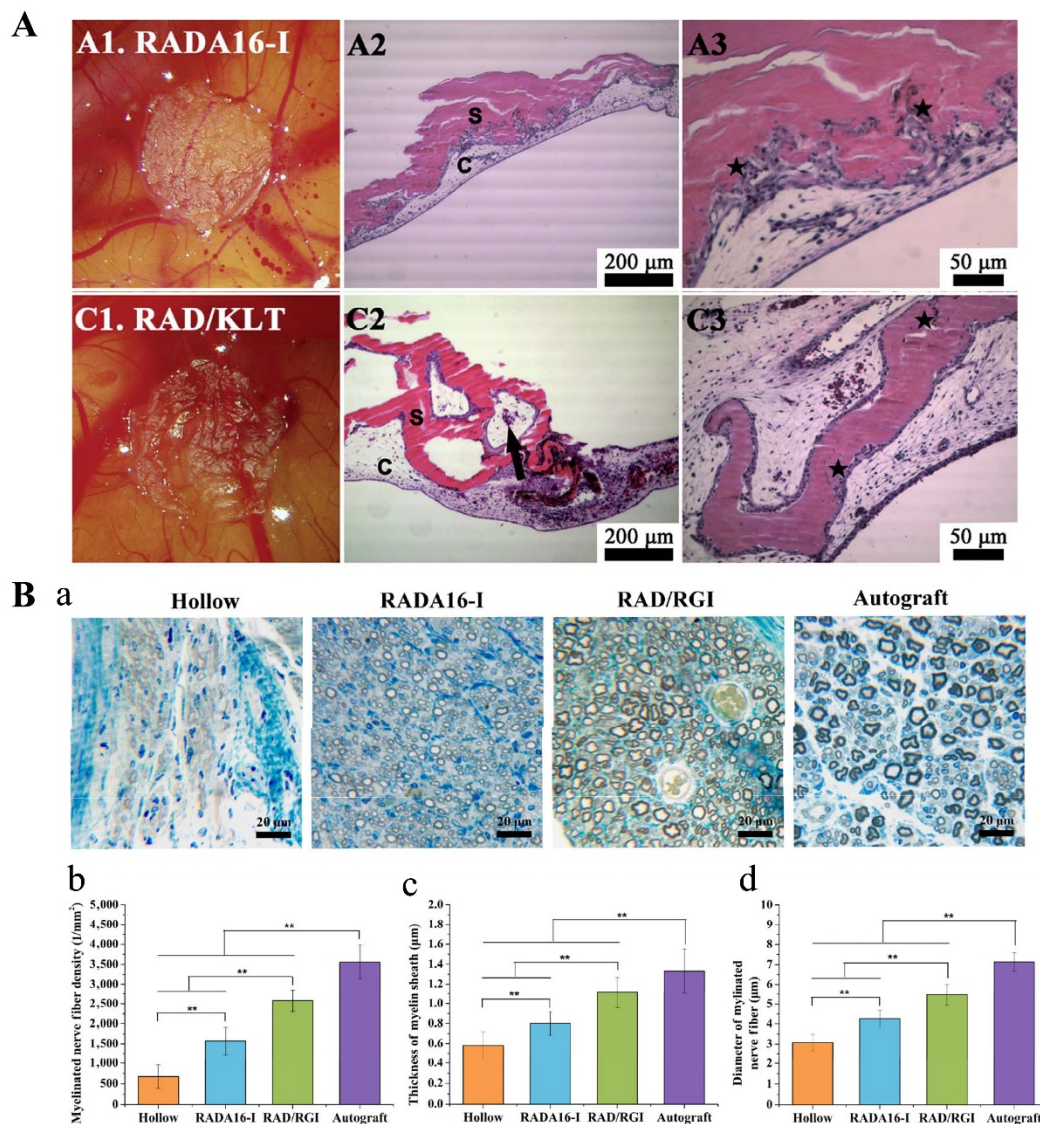 A
A1. RADA16-I
A2
A3
S
C
200 µm
50 µm
C1. RAD/KLT
C2
C3
S
C
200 µm
50 µm
B
a
Hollow
RADA16-I
RAD/RGI
Autograft
20 µm
20 µm
20 µm
20 µm
b
Myelinated nerve fiber density (1/mm²)
5,000
4,500
4,000
3,500
3,000
2,500
2,000
1,500
1,000
500
0
**
**
**
Hollow
RADA16-I
RAD/RGI
Autograft
c
Thickness of myelin sheath (µm)
2.0
1.8
1.6
1.4
1.2
1.0
0.8
0.6
0.4
0.2
0.0
**
**
**
Hollow
RADA16-I
RAD/RGI
Autograft
d
Diameter of mylinated
nerve fiber (µm)
10
9
8
7
6
5
4
3
2
1
0
**
**
**
Hollow
RADA16-I
RAD/RGI
Autograft